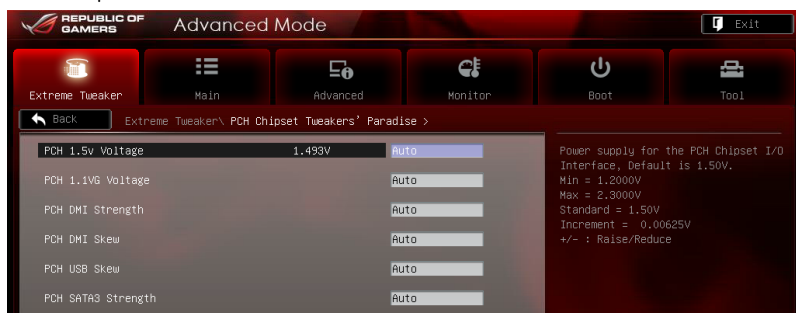 REPUBLIC OF
GAMERS
Advanced Mode
Exit
Extreme Tweaker
Main
Advanced
Monitor
Boot
Tool
Back
Extreme Tweaker\ PCH Chipset Tweakers' Paradise >
PCH 1.5v Voltage 1.493V Auto
PCH 1.1VG Voltage Auto
PCH DMI Strength Auto
PCH DMI Skew Auto
PCH USB Skew Auto
PCH SATA3 Strength Auto
Power supply for the PCH Chipset I/O
Interface, Default is 1.50V.
Min = 1.2000V
Max = 2.3000V
Standard = 1.50V
Increment = 0.00625V
+/- : Raise/Reduce